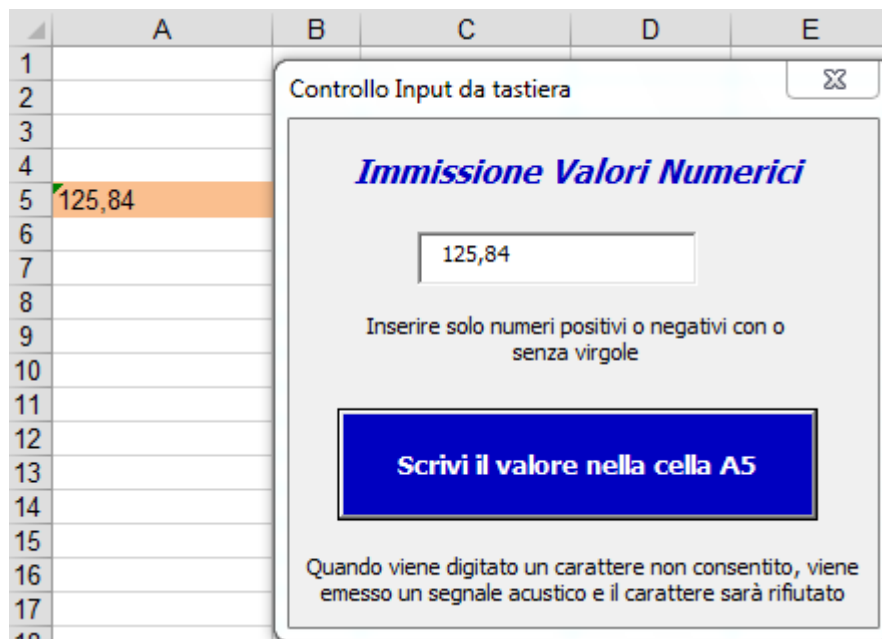 A B C D E
1
2
Controllo Input da tastiera
3
4
Immissione Valori Numerici
5 125,84
6
7
125,84
8
9
Inserire solo numeri positivi o negativi con o
senza virgole
10
11
12
13
Scrivi il valore nella cella A5
14
15
16
Quando viene digitato un carattere non consentito, viene
emesso un segnale acustico e il carattere sarà rifiutato
17
18